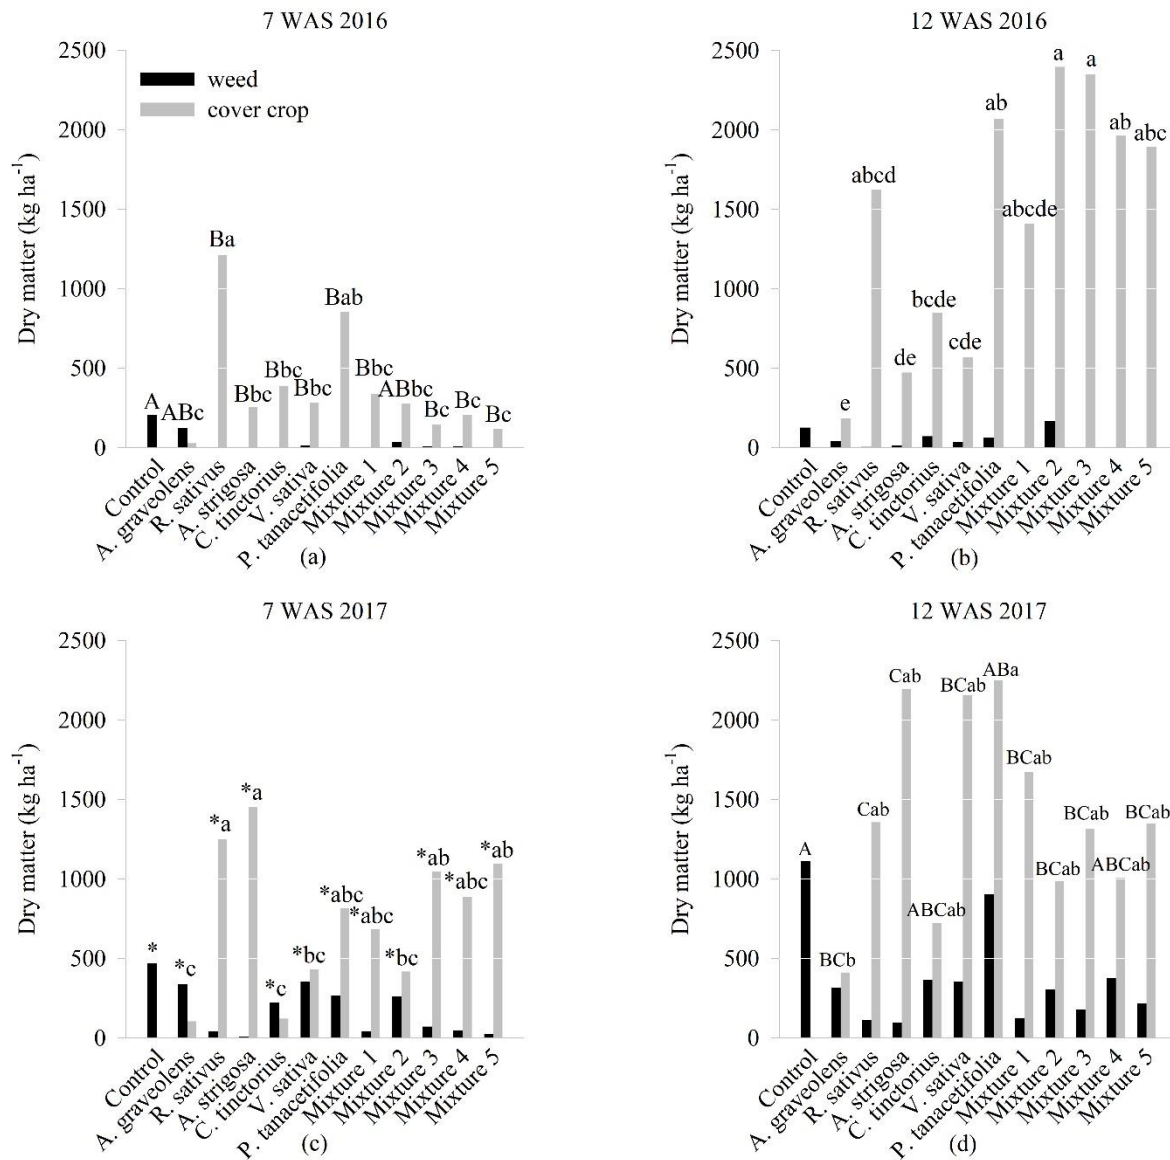 7 WAS 2016
2500
2000
1500
1000
500
0
Dry matter (kg ha⁻¹)
weed
cover crop
A
ABc
Ba
Bbc
Bbc
Bbc
Bab
Bbc
ABbc
Bc
Bc
Bc
Control
A. graveolens
R. sativus
A. strigosa
C. tinctorius
V. sativa
P. tanacetifolia
Mixture 1
Mixture 2
Mixture 3
Mixture 4
Mixture 5
(a)
12 WAS 2016
2500
2000
1500
1000
500
0
Dry matter (kg ha⁻¹)
e
abcd
de
bcde
cde
ab
abcde
a
a
ab
abc
Control
A. graveolens
R. sativus
A. strigosa
C. tinctorius
V. sativa
P. tanacetifolia
Mixture 1
Mixture 2
Mixture 3
Mixture 4
Mixture 5
(b)
7 WAS 2017
2500
2000
1500
1000
500
0
Dry matter (kg ha⁻¹)
*
*c
*a
*a
*c
*bc
*abc
*abc
*bc
*ab
*abc
*ab
Control
A. graveolens
R. sativus
A. strigosa
C. tinctorius
V. sativa
P. tanacetifolia
Mixture 1
Mixture 2
Mixture 3
Mixture 4
Mixture 5
(c)
12 WAS 2017
2500
2000
1500
1000
500
0
Dry matter (kg ha⁻¹)
A
BCb
Cab
Cab
ABCab
BCab
ABa
BCab
BCab
BCab
ABCab
BCab
Control
A. graveolens
R. sativus
A. strigosa
C. tinctorius
V. sativa
P. tanacetifolia
Mixture 1
Mixture 2
Mixture 3
Mixture 4
Mixture 5
(d)